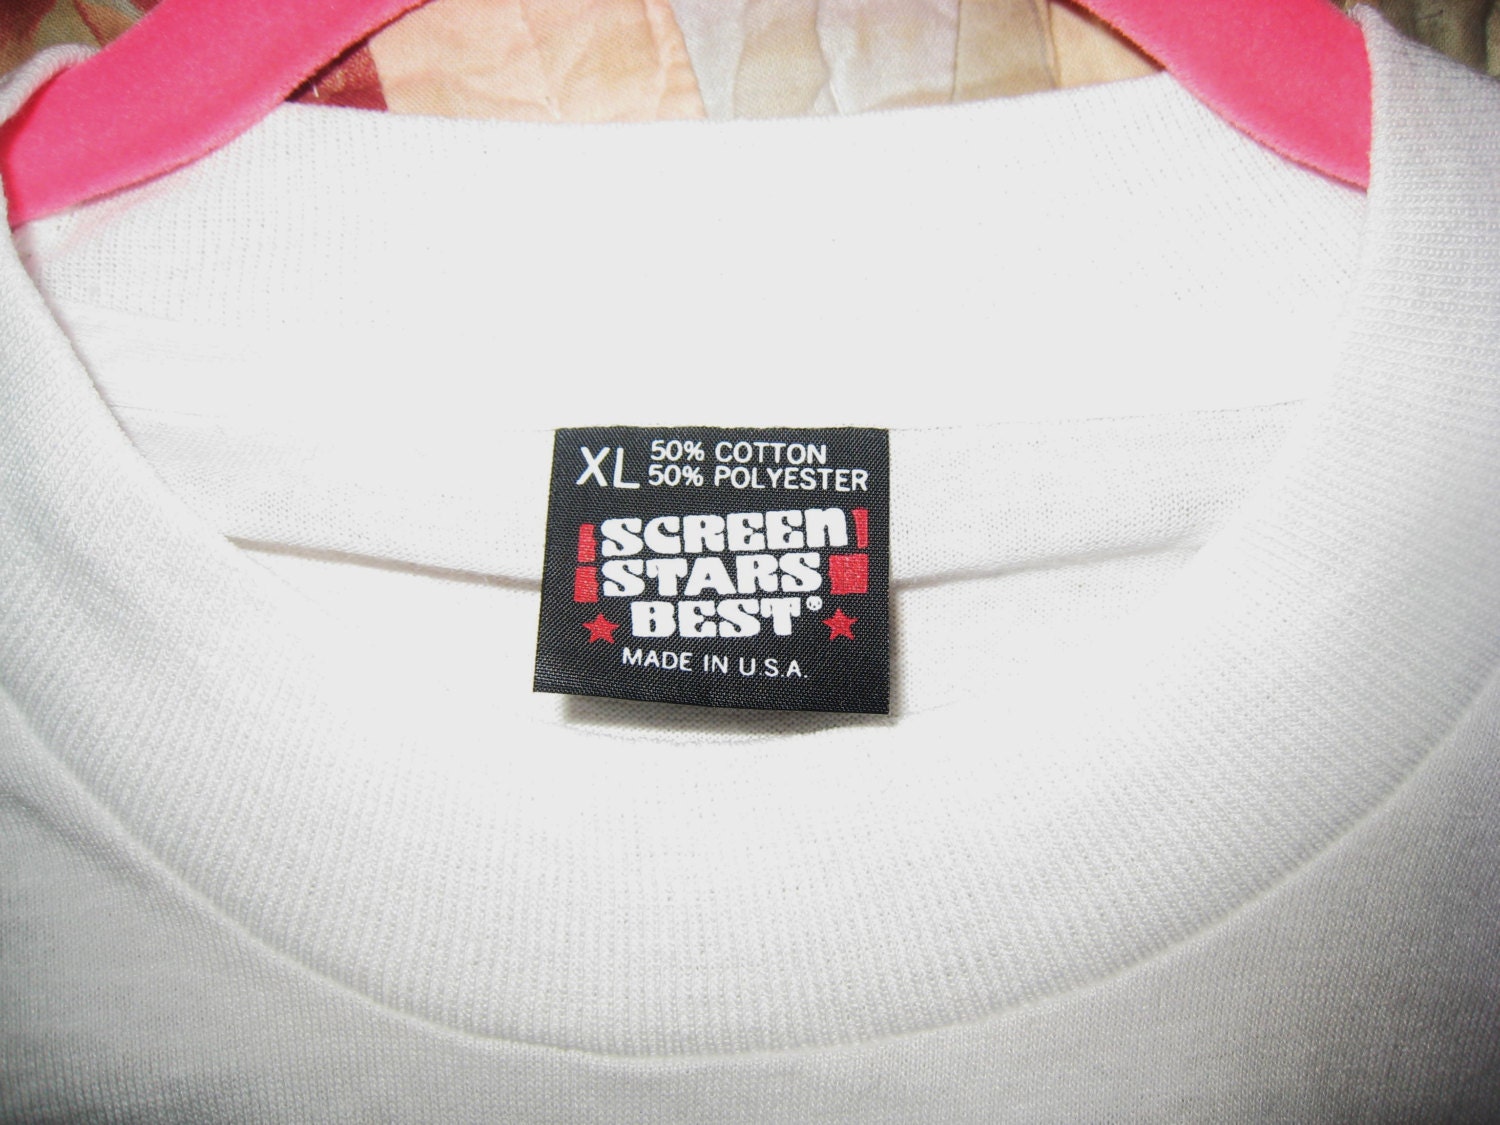 XL 50% COTTON
50% POLYESTER
SCREEN
STARS
BEST®
MADE IN U.S.A.